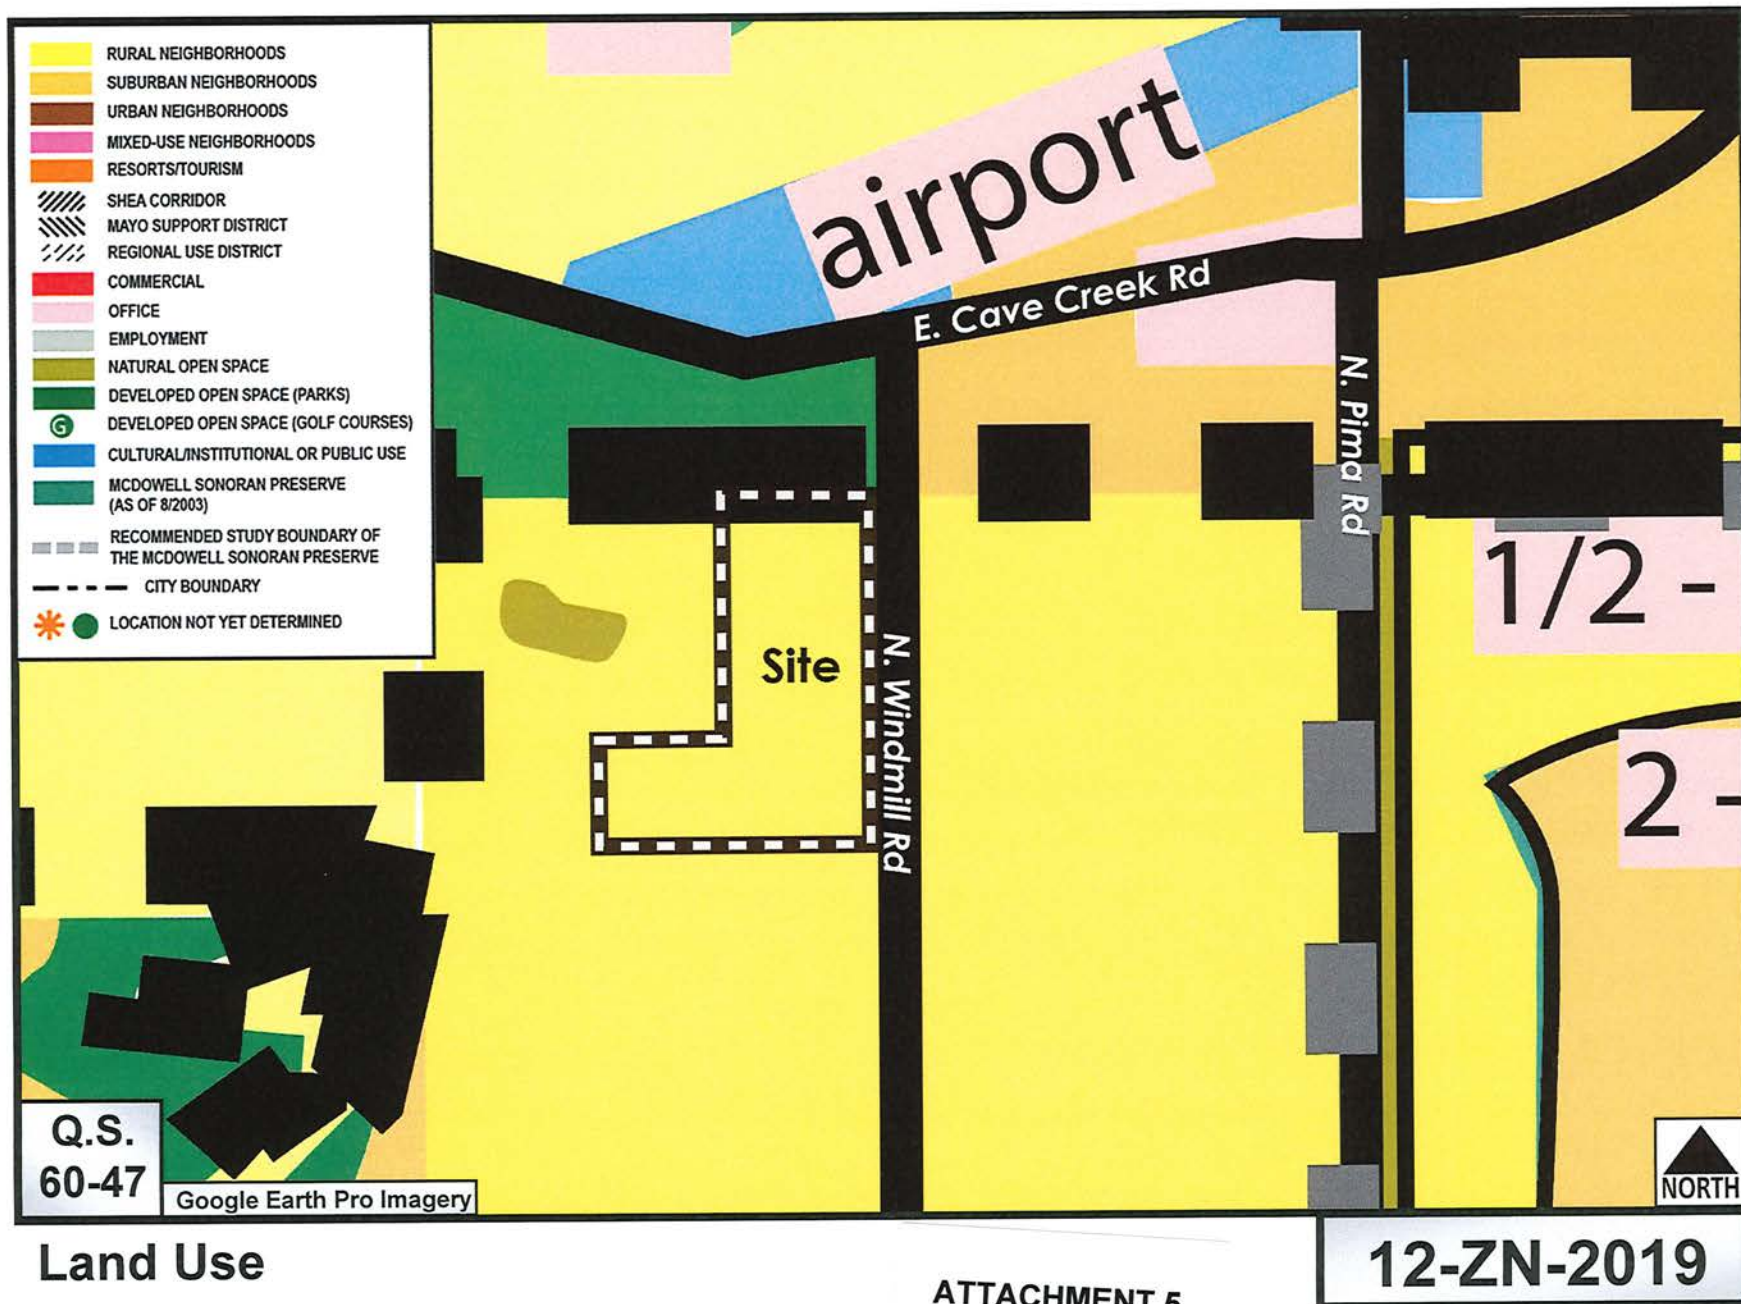 RURAL NEIGHBORHOODS
SUBURBAN NEIGHBORHOODS
URBAN NEIGHBORHOODS
MIXED-USE NEIGHBORHOODS
RESORTS/TOURISM
SHEA CORRIDOR
MAYO SUPPORT DISTRICT
REGIONAL USE DISTRICT
COMMERCIAL
OFFICE
EMPLOYMENT
NATURAL OPEN SPACE
DEVELOPED OPEN SPACE (PARKS)
G DEVELOPED OPEN SPACE (GOLF COURSES)
CULTURAL/INSTITUTIONAL OR PUBLIC USE
MCDOWELL SONORAN PRESERVE
(AS OF 8/2003)
RECOMMENDED STUDY BOUNDARY OF
THE MCDOWELL SONORAN PRESERVE
CITY BOUNDARY
LOCATION NOT YET DETERMINED
airport
E. Cave Creek Rd
N. Pima Rd
1/2 -
Site
N. Windmill Rd
2 -
Q.S.
60-47
Google Earth Pro Imagery
NORTH
Land Use
12-ZN-2019
ATTACHMENT 5